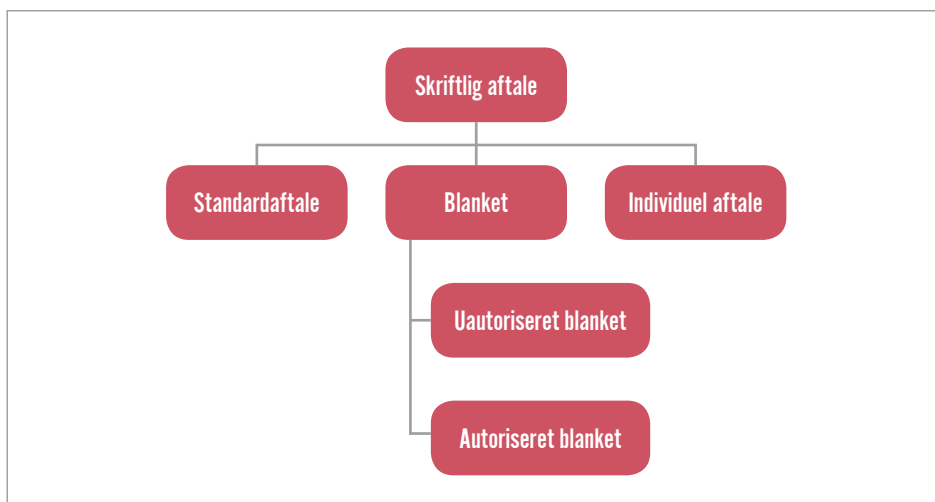 Skriftlig aftale
Standardaftale
Blanket
Individuel aftale
Uautoriseret blanket
Autoriseret blanket